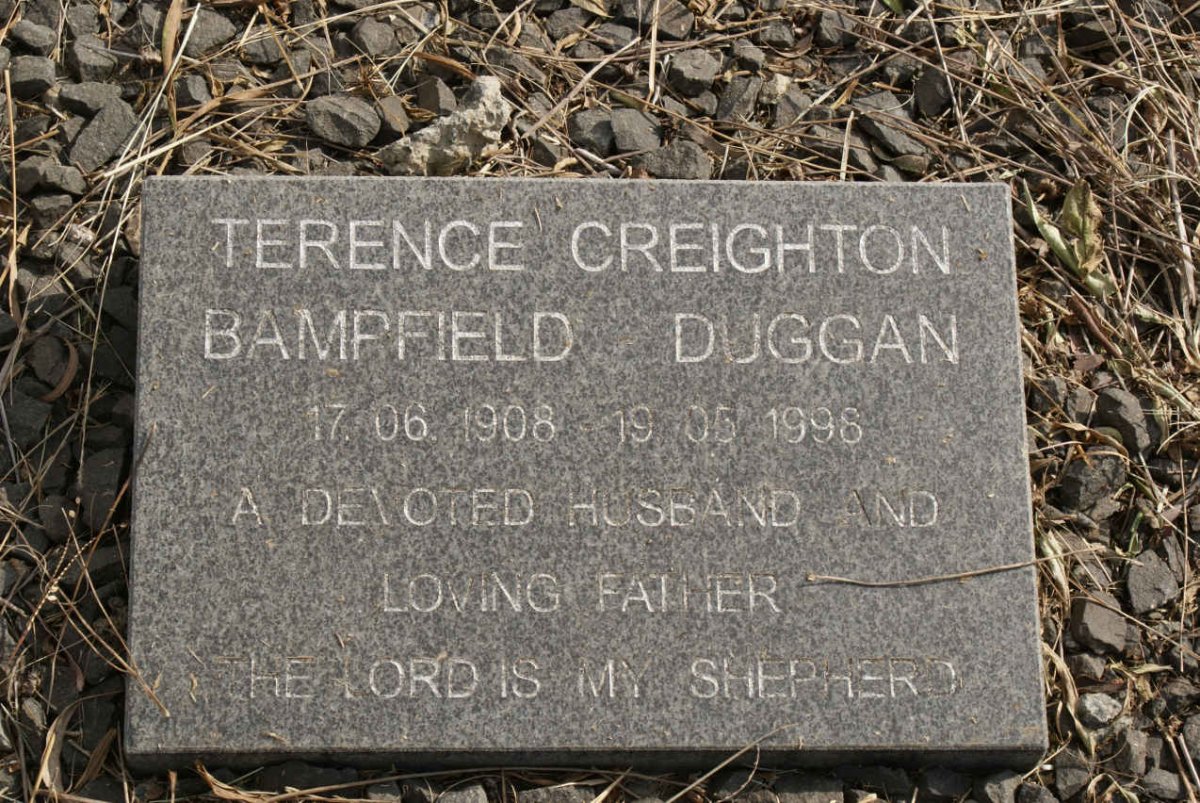 TERENCE CREIGHTON
BAMPFIELD DUGGAN
17. 06. 1908 - 19 05 1998
A DEVOTED HUSBAND AND
LOVING FATHER
THE LORD IS MY SHEPHERD